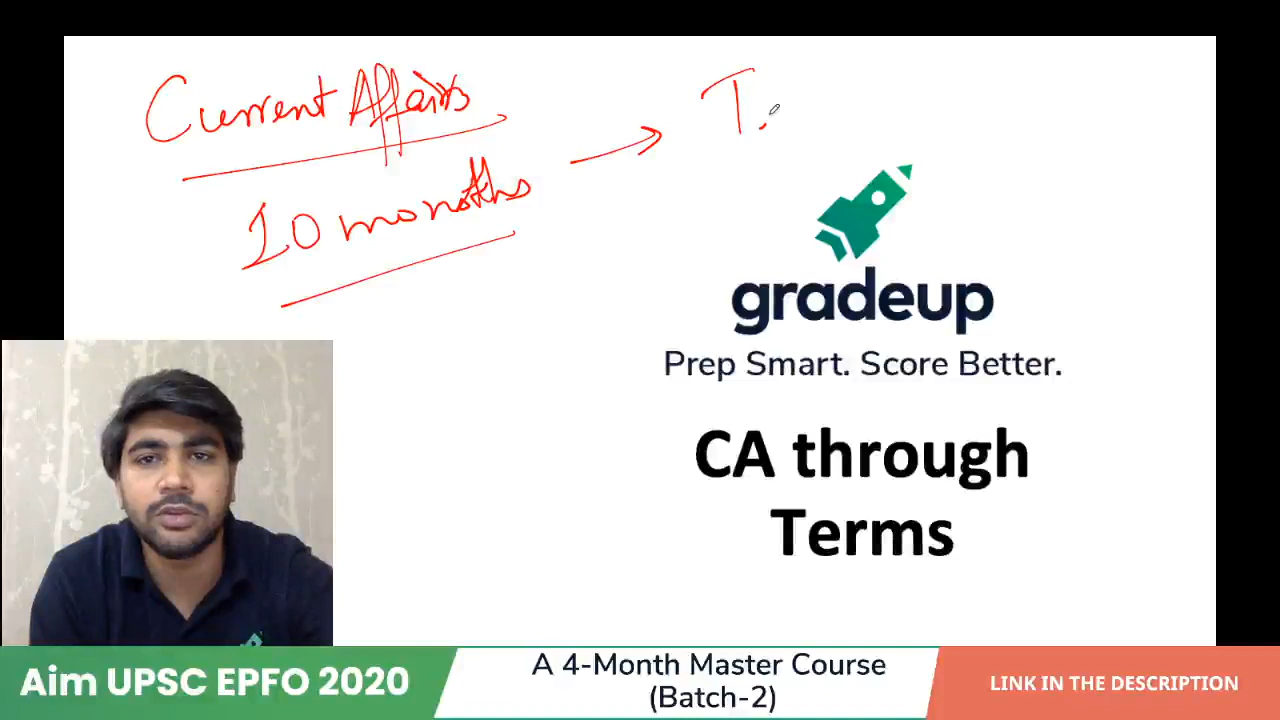 Current Affairs
10 months
T.
gradeup
Prep Smart. Score Better.
CA through
Terms
Aim UPSC EPFO 2020
A 4-Month Master Course
(Batch-2)
LINK IN THE DESCRIPTION